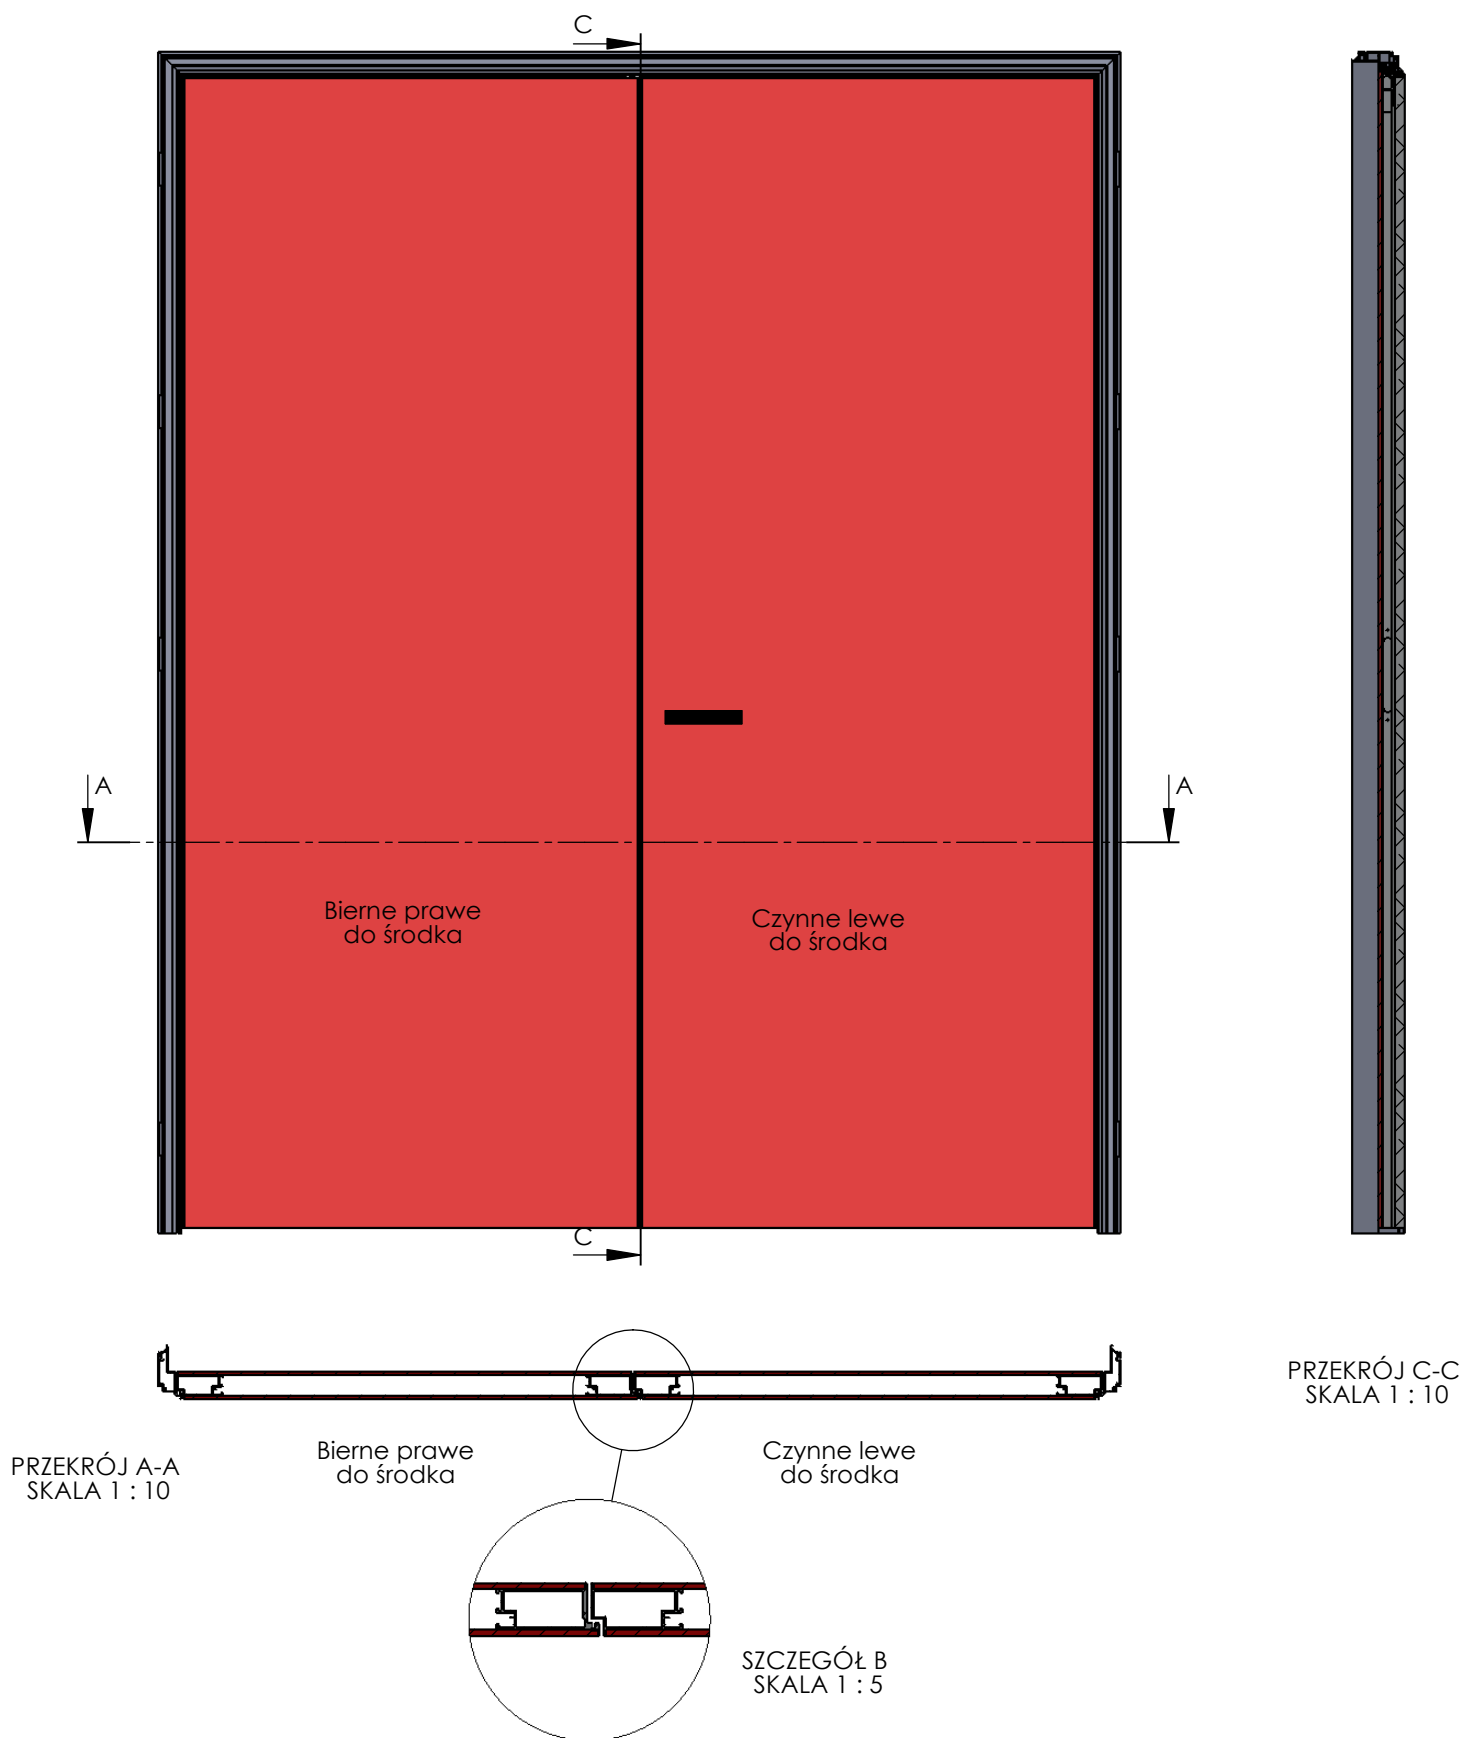 C
A
A
Bierne prawe
do środka
Czynne lewe
do środka
C
PRZEKRÓJ C-C
SKALA 1 : 10
PRZEKRÓJ A-A
SKALA 1 : 10
Bierne prawe
do środka
Czynne lewe
do środka
SZCZEGÓŁ B
SKALA 1 : 5